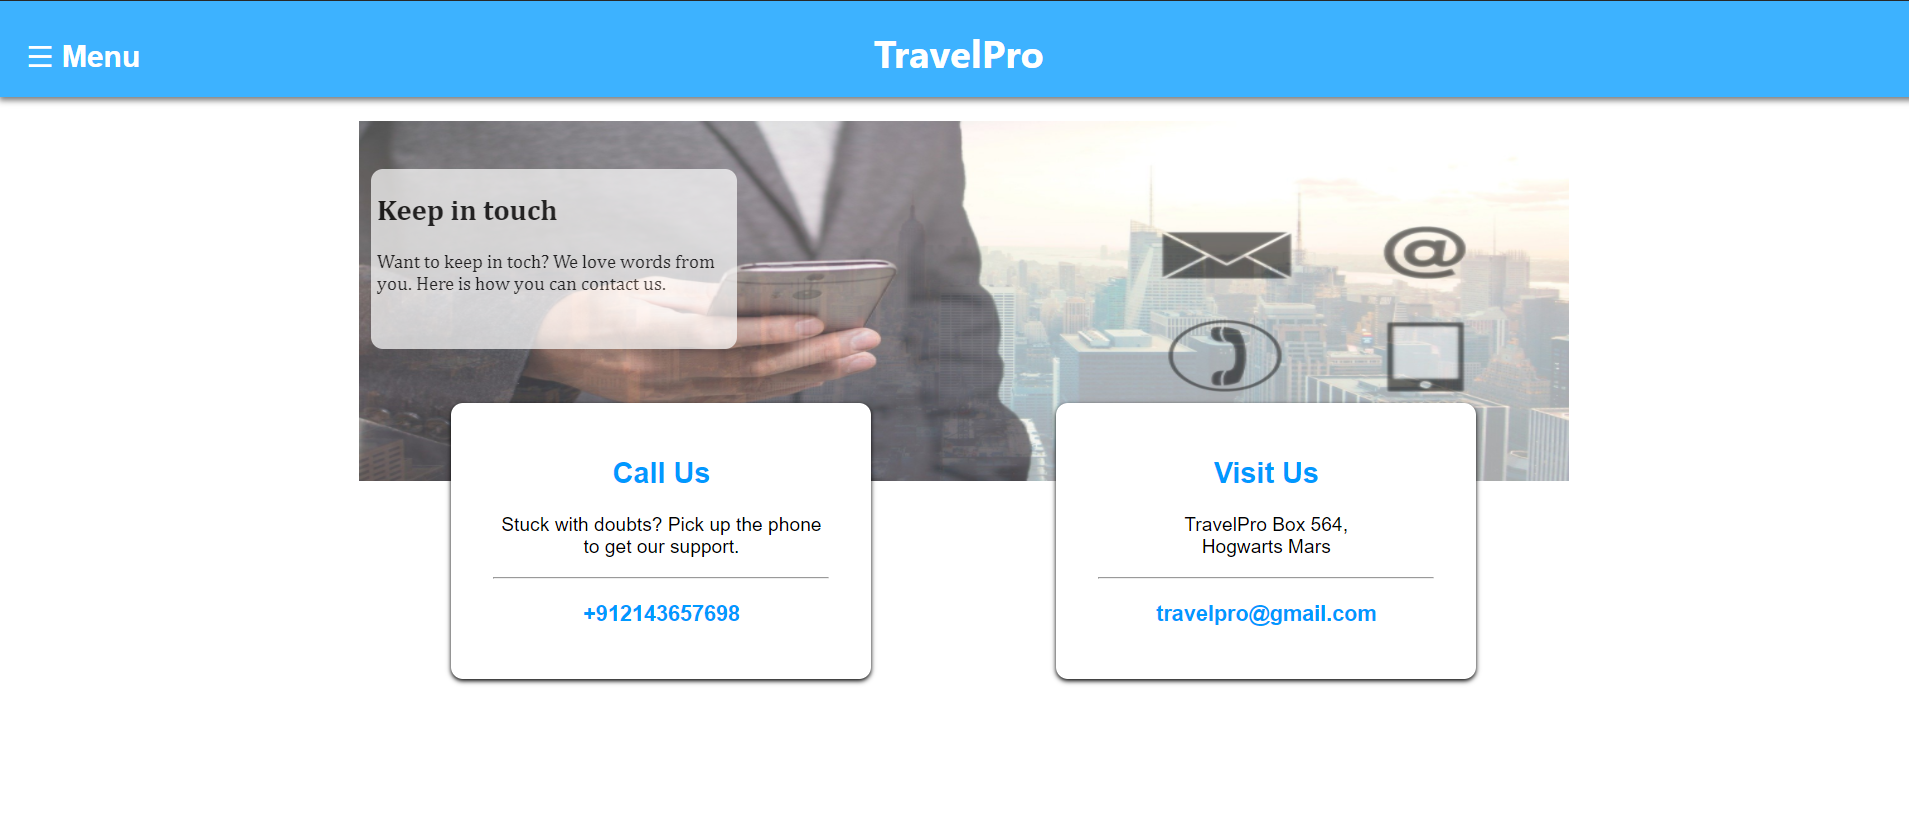 ☰ Menu
TravelPro
Keep in touch
Want to keep in toch? We love words from
you. Here is how you can contact us.
@
Call Us
Stuck with doubts? Pick up the phone
to get our support.
+912143657698
Visit Us
TravelPro Box 564,
Hogwarts Mars
travelpro@gmail.com